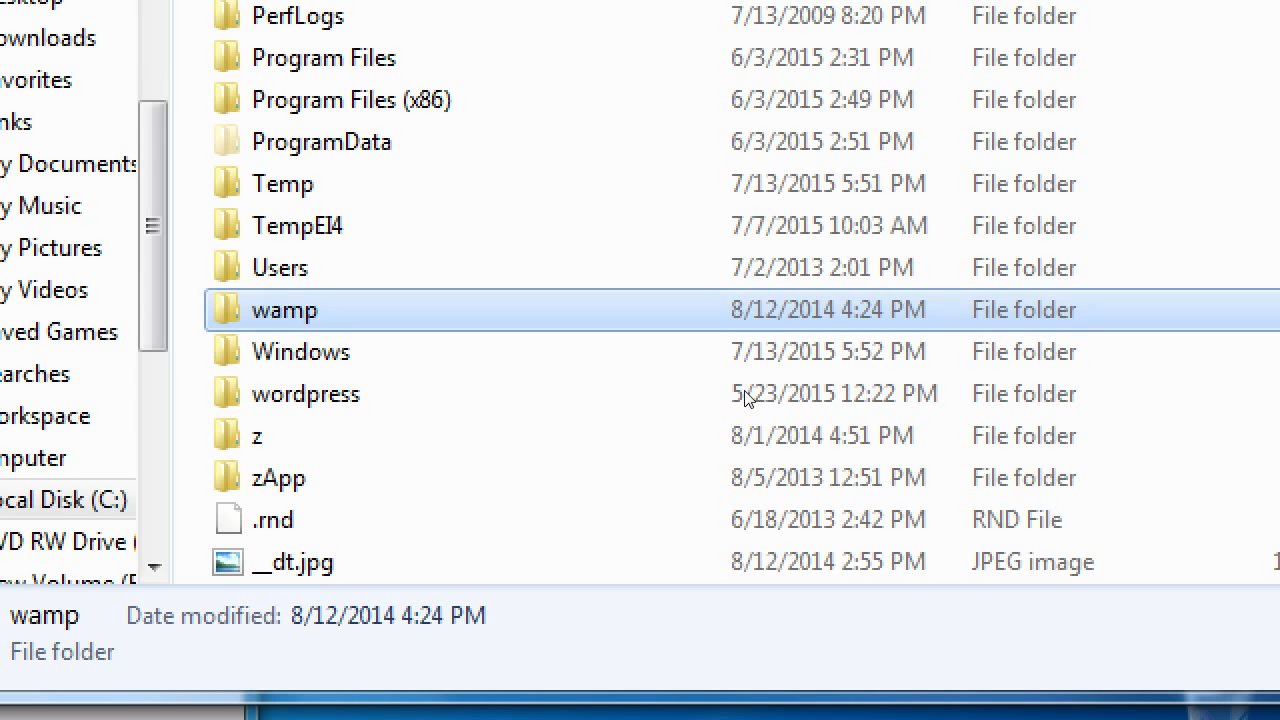 PerfLogs 7/13/2009 8:20 PM File folder
ownloads
Program Files 6/3/2015 2:31 PM File folder
avorites
Program Files (x86) 6/3/2015 2:49 PM File folder
nks
ProgramData 6/3/2015 2:51 PM File folder
y Documents
Temp 7/13/2015 5:51 PM File folder
y Music
TempEI4 7/7/2015 10:03 AM File folder
y Pictures
Users 7/2/2013 2:01 PM File folder
y Videos
wamp 8/12/2014 4:24 PM File folder
aved Games
Windows 7/13/2015 5:52 PM File folder
earches
wordpress 5/23/2015 12:22 PM File folder
orkspace
z 8/1/2014 4:51 PM File folder
mputer
zApp 8/5/2013 12:51 PM File folder
ocal Disk (C:)
.rnd 6/18/2013 2:42 PM RND File
VD RW Drive (
__dt.jpg 8/12/2014 2:55 PM JPEG image 1
ew Volume (F
wamp Date modified: 8/12/2014 4:24 PM
File folder